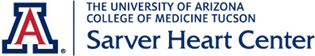 A
THE UNIVERSITY OF ARIZONA
COLLEGE OF MEDICINE TUCSON
Sarver Heart Center